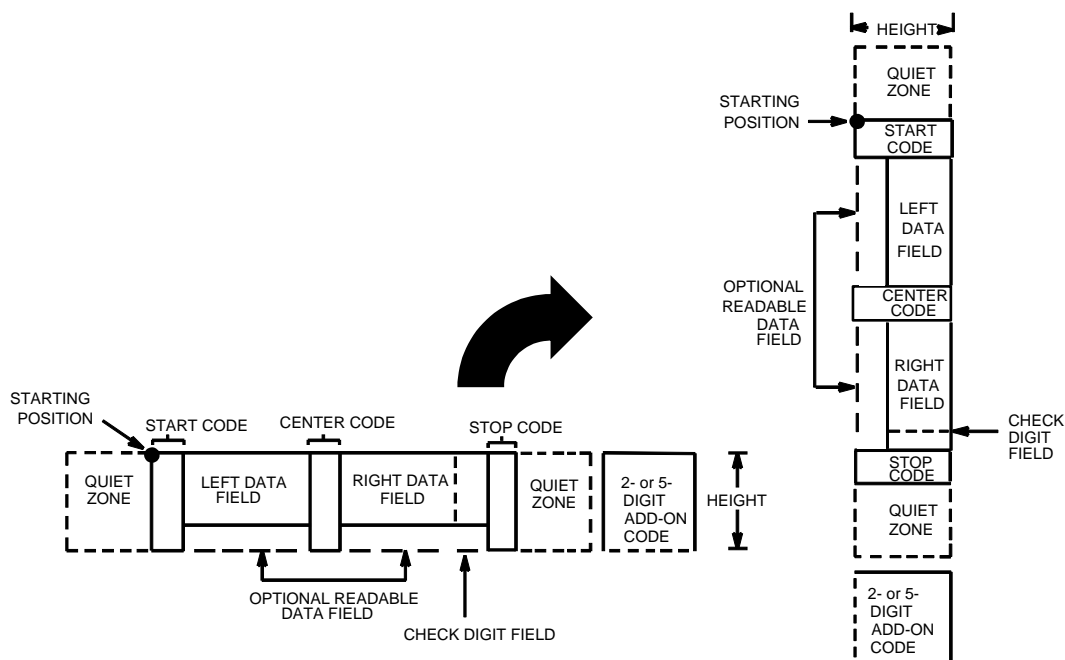 HEIGHT
QUIET
ZONE
STARTING
POSITION
START
CODE
LEFT
DATA
FIELD
OPTIONAL
READABLE
DATA
FIELD
CENTER
CODE
RIGHT
DATA
FIELD
CHECK
DIGIT
FIELD
STOP
CODE
QUIET
ZONE
2- or 5-
DIGIT
ADD-ON
CODE
STARTING
POSITION
START CODE
CENTER CODE
STOP CODE
QUIET
ZONE
LEFT DATA
FIELD
RIGHT DATA
FIELD
QUIET
ZONE
2- or 5-
DIGIT
ADD-ON
CODE
HEIGHT
OPTIONAL READABLE
DATA FIELD
CHECK DIGIT FIELD